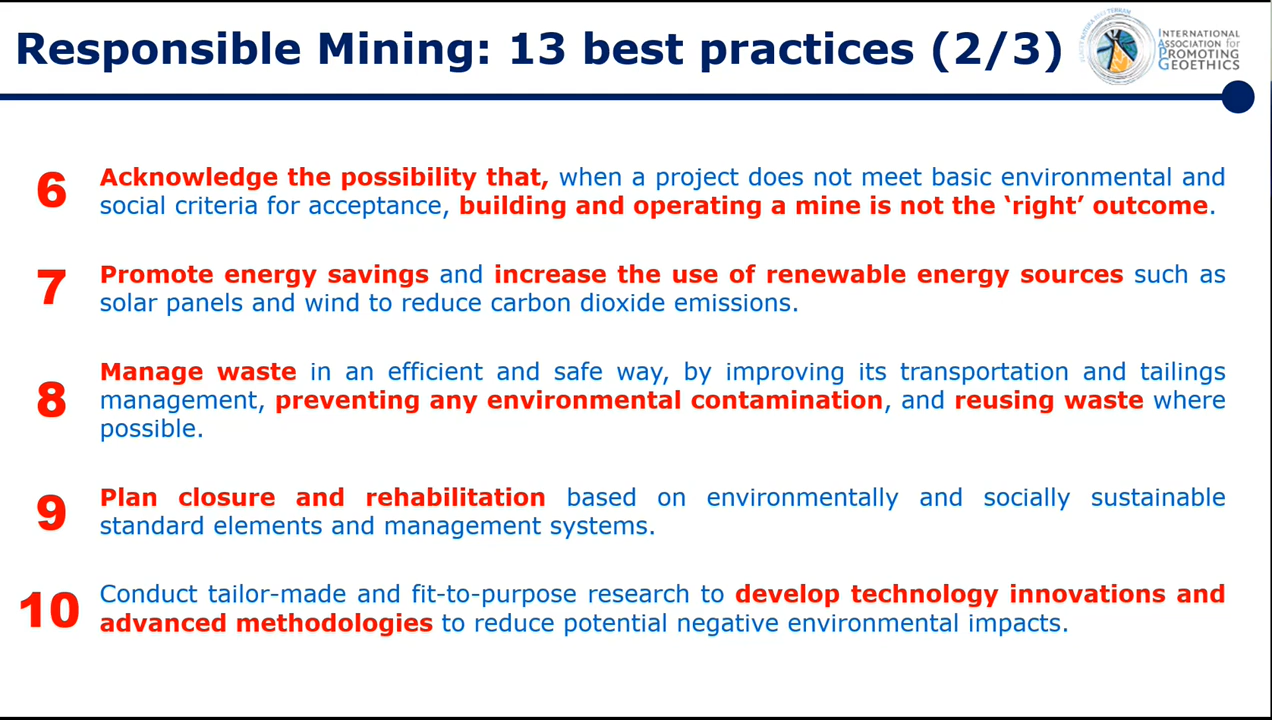 Responsible Mining: 13 best practices (2/3)
INTERNATIONAL
ASSOCIATION for
PROMOTING
GEOETHICS
6
Acknowledge the possibility that, when a project does not meet basic environmental and
social criteria for acceptance, building and operating a mine is not the ‘right’ outcome.
7
Promote energy savings and increase the use of renewable energy sources such as
solar panels and wind to reduce carbon dioxide emissions.
8
Manage waste in an efficient and safe way, by improving its transportation and tailings
management, preventing any environmental contamination, and reusing waste where
possible.
9
Plan closure and rehabilitation based on environmentally and socially sustainable
standard elements and management systems.
10
Conduct tailor-made and fit-to-purpose research to develop technology innovations and
advanced methodologies to reduce potential negative environmental impacts.